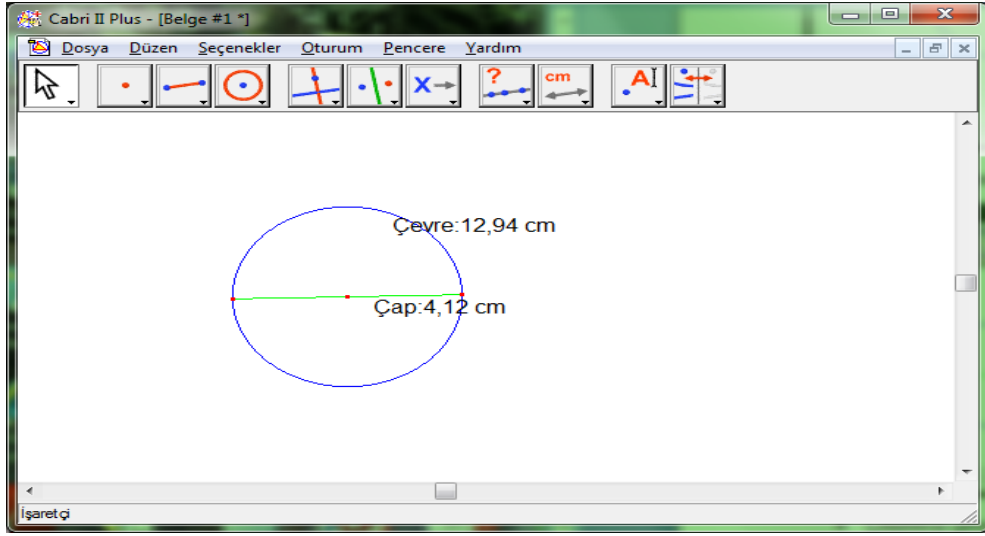 Cabri II Plus - [Belge #1 *]
Dosya Düzen Seçenekler Oturum Pencere Yardım
? cm A
Çevre:12,94 cm
Çap:4,12 cm
İşaretçi